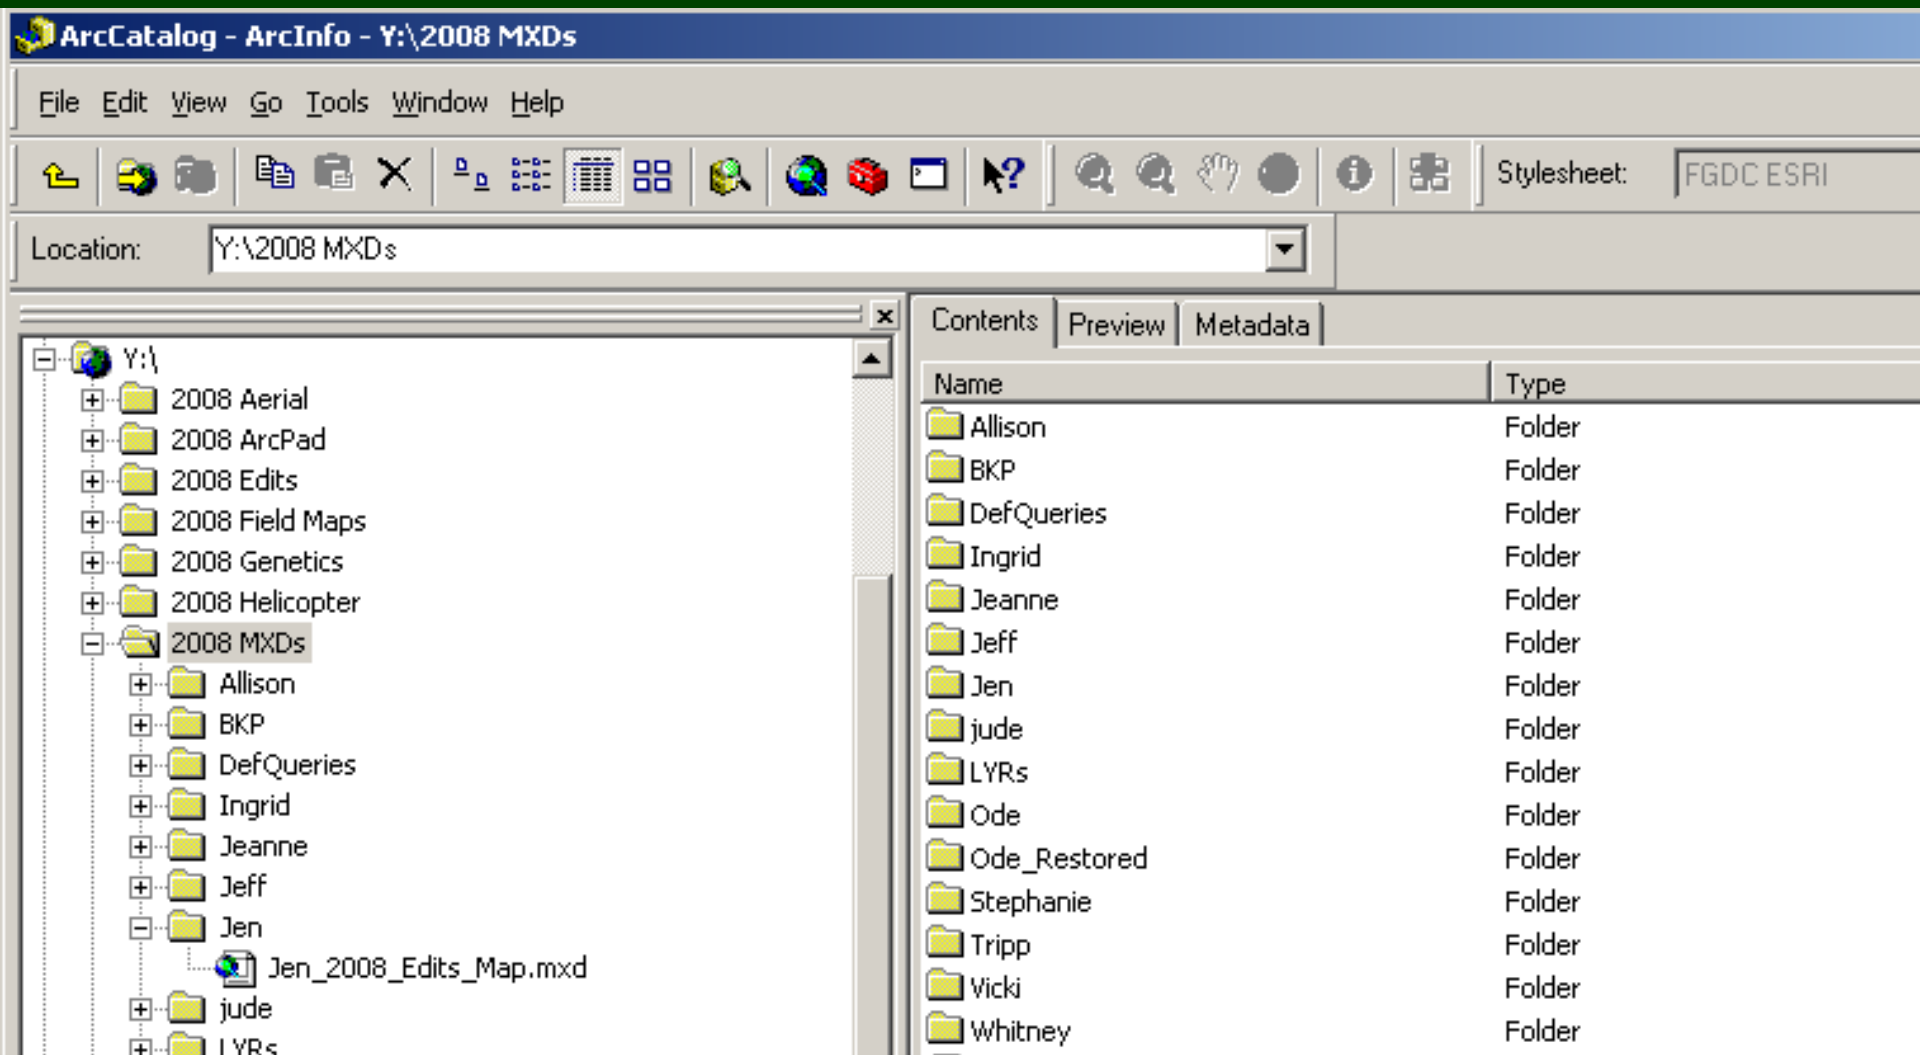 ArcCatalog - ArcInfo - Y:\2008 MXDs
File Edit View Go Tools Window Help
Stylesheet: FGDC ESRI
Location: Y:\2008 MXDs
Y:\
2008 Aerial
2008 ArcPad
2008 Edits
2008 Field Maps
2008 Genetics
2008 Helicopter
2008 MXDs
Allison
BKP
DefQueries
Ingrid
Jeanne
Jeff
Jen
Jen_2008_Edits_Map.mxd
jude
LYRs
Contents Preview Metadata
Name Type
Allison Folder
BKP Folder
DefQueries Folder
Ingrid Folder
Jeanne Folder
Jeff Folder
Jen Folder
jude Folder
LYRs Folder
Ode Folder
Ode_Restored Folder
Stephanie Folder
Tripp Folder
Vicki Folder
Whitney Folder